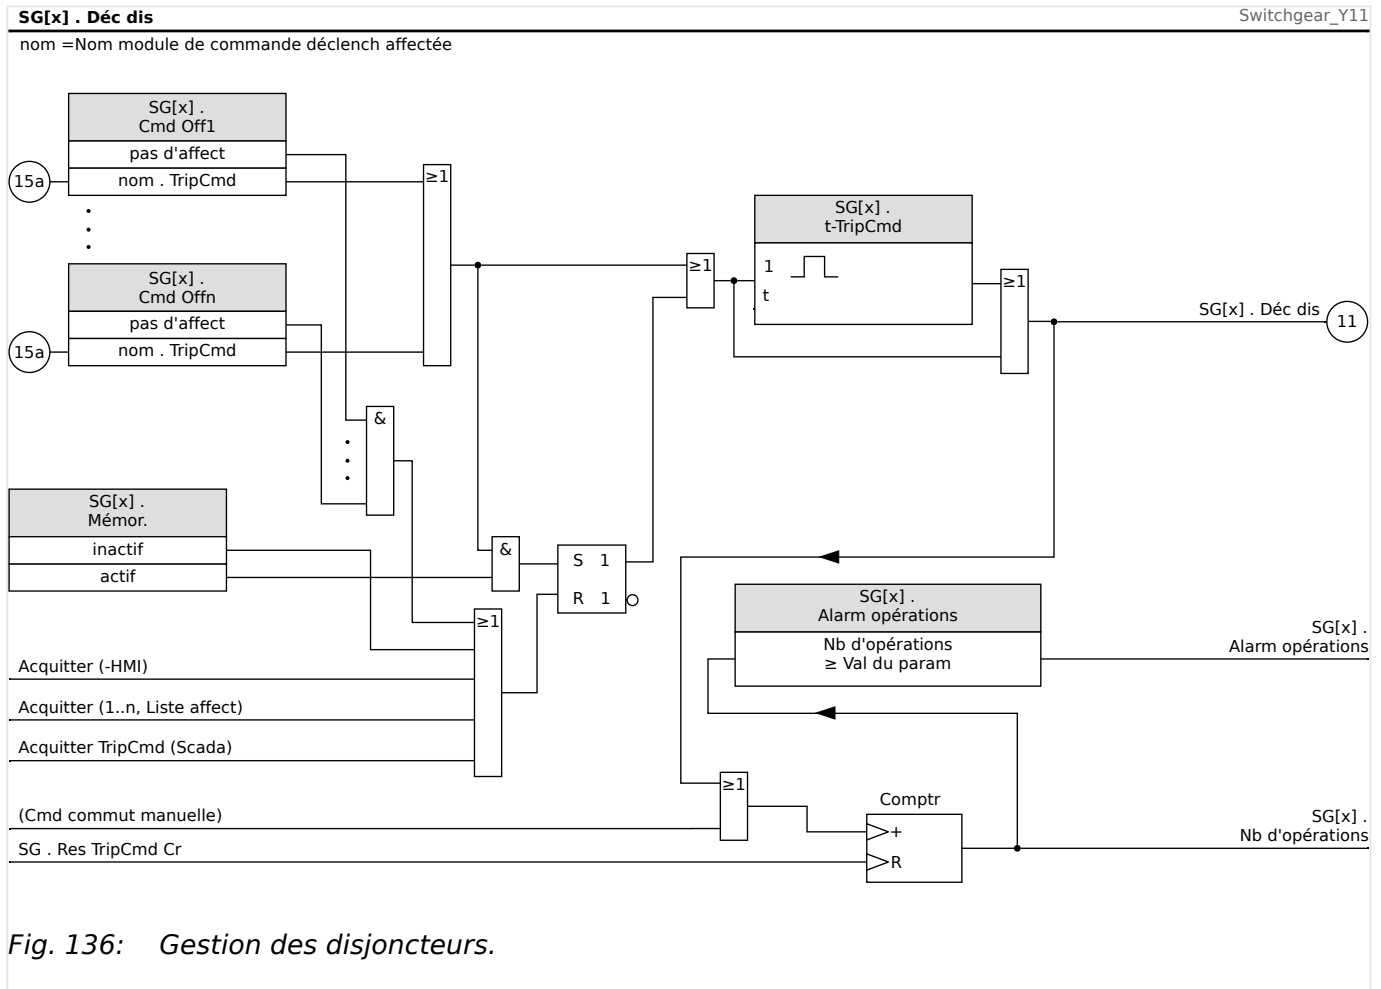 SG[x] . Déc dis
Switchgear_Y11
nom =Nom module de commande déclench affectée
SG[x] .
Cmd Off1
pas d'affect
15a
nom . TripCmd
≥1
SG[x] .
Cmd Offn
pas d'affect
15a
nom . TripCmd
≥1
SG[x] .
t-TripCmd
1
t
≥1
SG[x] . Déc dis
11
&
SG[x] .
Mémor.
inactif
actif
&
S 1
R 1
≥1
Acquitter (-HMI)
Acquitter (1..n, Liste affect)
Acquitter TripCmd (Scada)
SG[x] .
Alarm opérations
Nb d'opérations
≥ Val du param
SG[x] .
Alarm opérations
(Cmd commut manuelle)
≥1
SG . Res TripCmd Cr
Comptr
+
R
SG[x] .
Nb d'opérations
Fig. 136: Gestion des disjoncteurs.